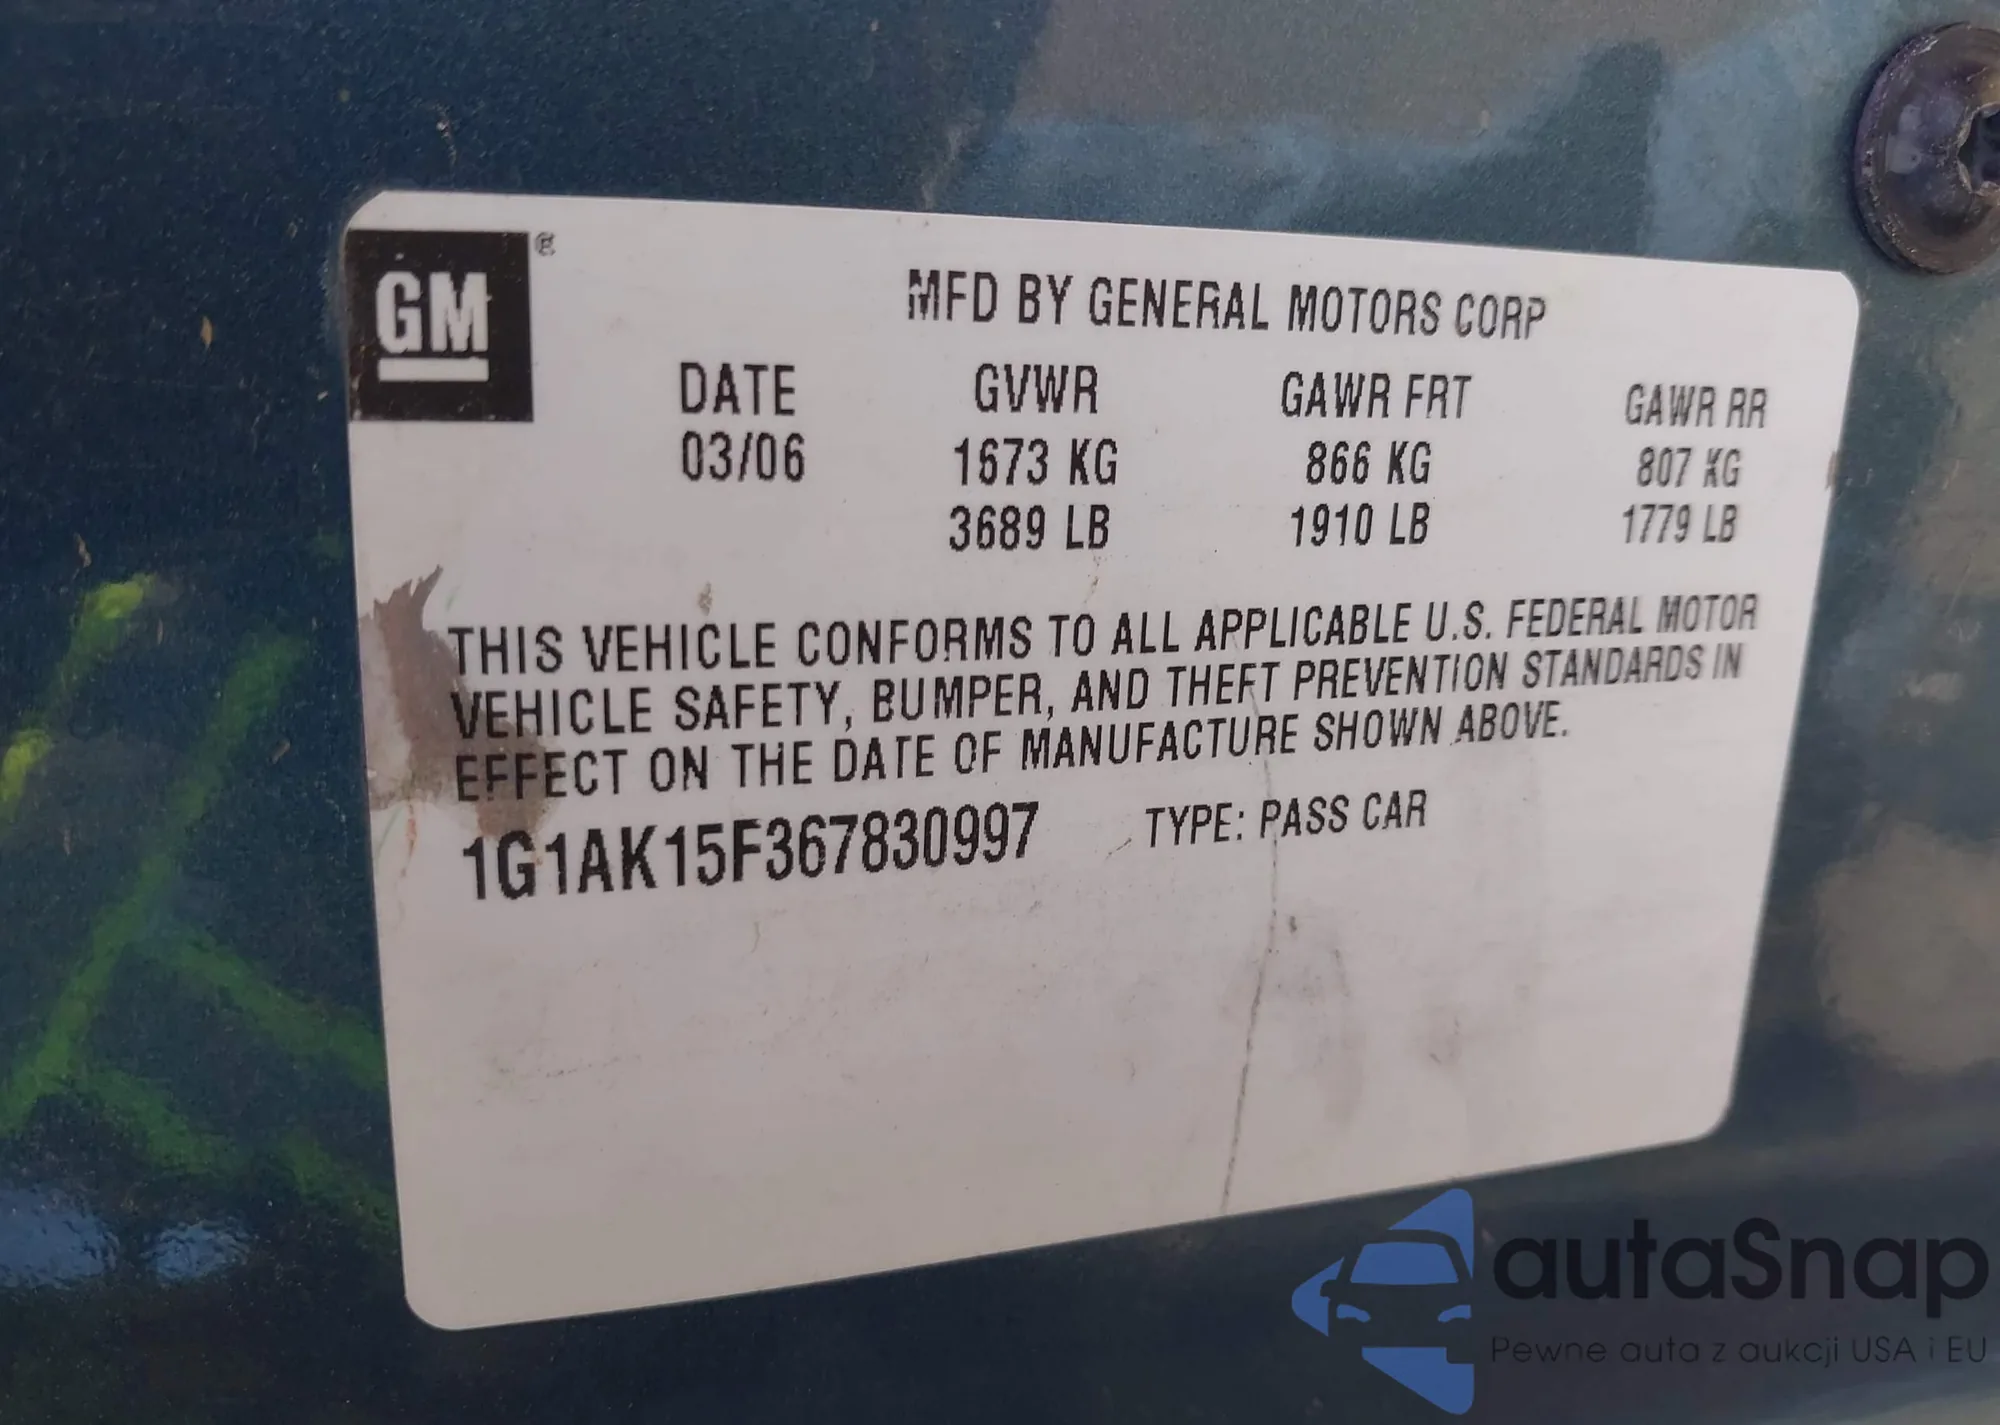 GM ®
MFD BY GENERAL MOTORS CORP
DATE GVWR GAWR FRT GAWR RR
03/06 1673 KG 866 KG 807 KG
3689 LB 1910 LB 1779 LB
THIS VEHICLE CONFORMS TO ALL APPLICABLE U.S. FEDERAL MOTOR
VEHICLE SAFETY, BUMPER, AND THEFT PREVENTION STANDARDS IN
EFFECT ON THE DATE OF MANUFACTURE SHOWN ABOVE.
1G1AK15F367830997 TYPE: PASS CAR
autaSnap
Pewne auta z aukcji USA i EU